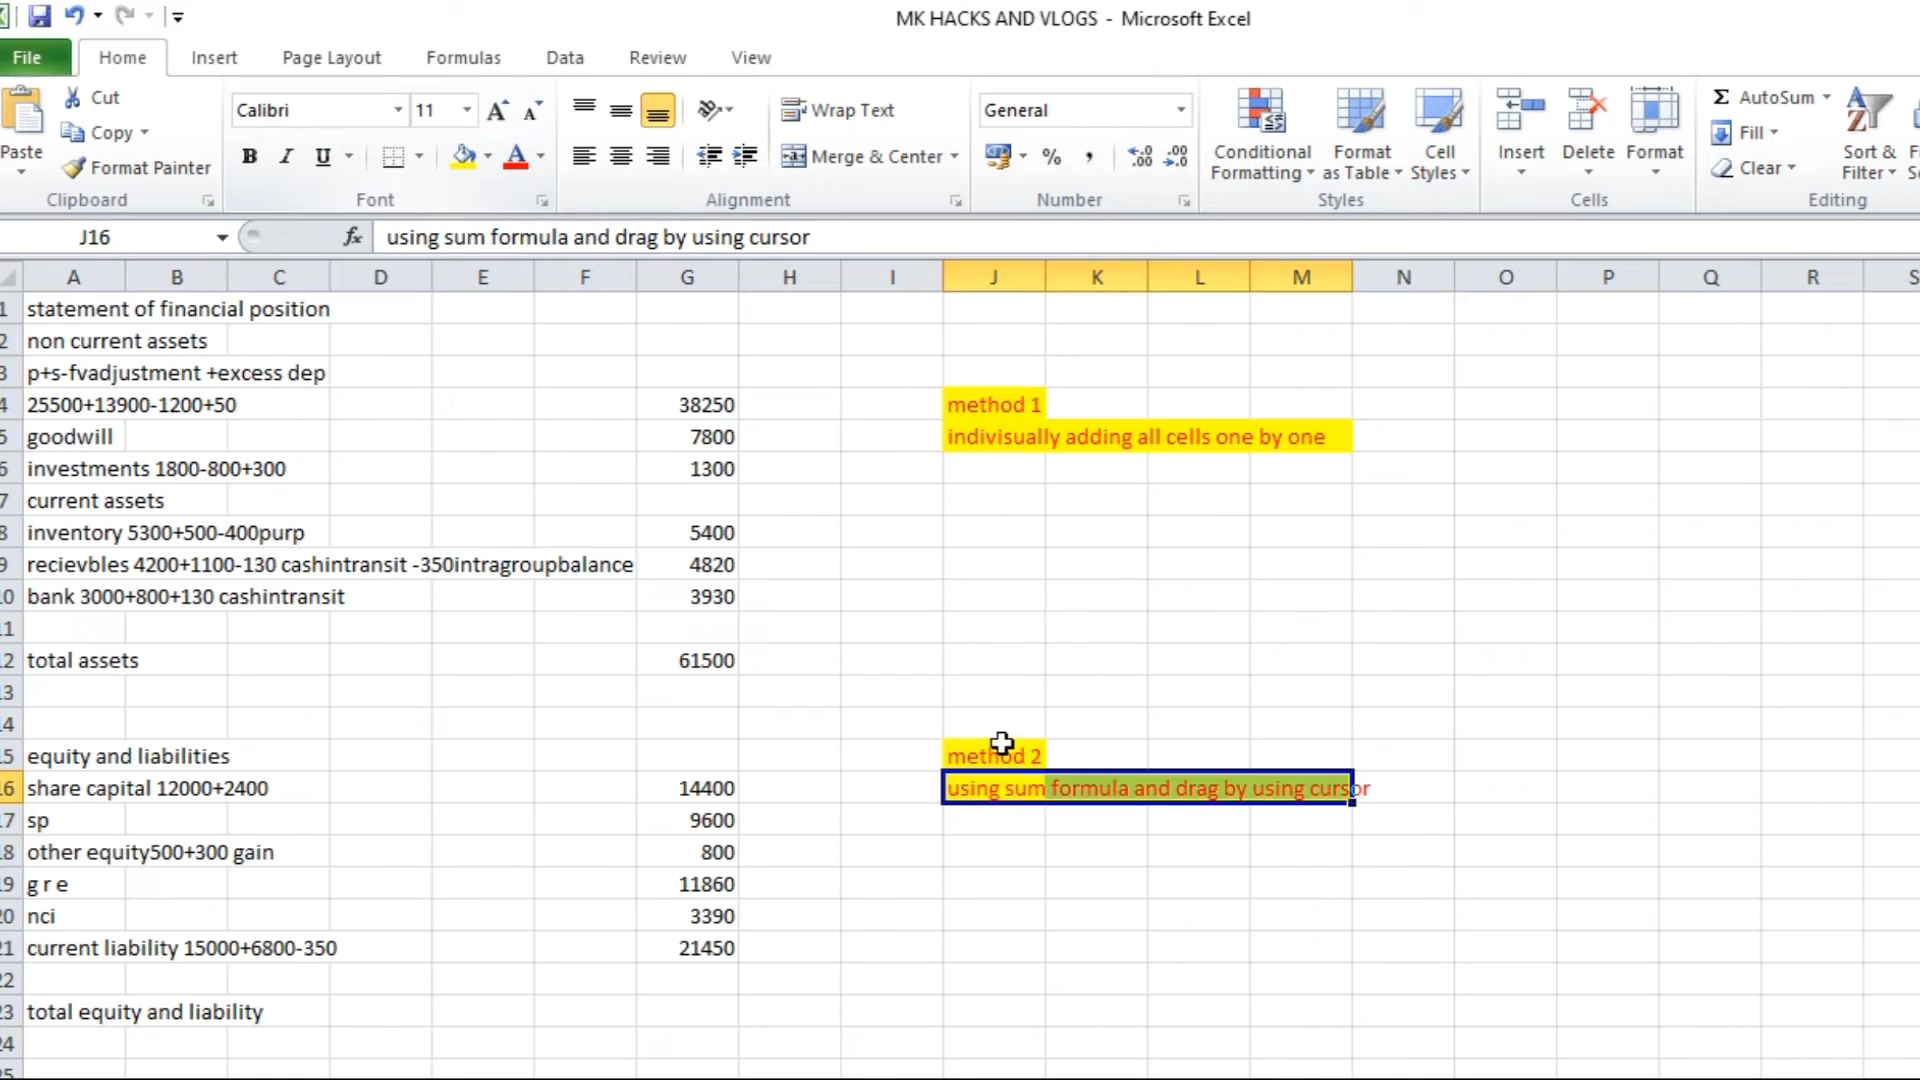 MK HACKS AND VLOGS - Microsoft Excel
File Home Insert Page Layout Formulas Data Review View
Paste Cut Calibri 11 Wrap Text General Conditional Formatting Format as Table Cell Styles Insert Delete Format AutoSum Sort & Filter
Copy Fill
Format Painter B I U Merge & Center % , Clear
Clipboard Font Alignment Number Styles Cells Editing
J16 fx using sum formula and drag by using cursor
A B C D E F G H I J K L M N O P Q R S
1 statement of financial position
2 non current assets
3 p+s-fvadjustment +excess dep
4 25500+13900-1200+50 38250 method 1
5 goodwill 7800 indivisually adding all cells one by one
6 investments 1800-800+300 1300
7 current assets
8 inventory 5300+500-400purp 5400
9 recievbles 4200+1100-130 cashintransit -350intragroupbalance 4820
10 bank 3000+800+130 cashintransit 3930
11
12 total assets 61500
13
14
15 equity and liabilities method 2
16 share capital 12000+2400 14400 using sum formula and drag by using cursor
17 sp 9600
18 other equity500+300 gain 800
19 g r e 11860
20 nci 3390
21 current liability 15000+6800-350 21450
22
23 total equity and liability
24
25